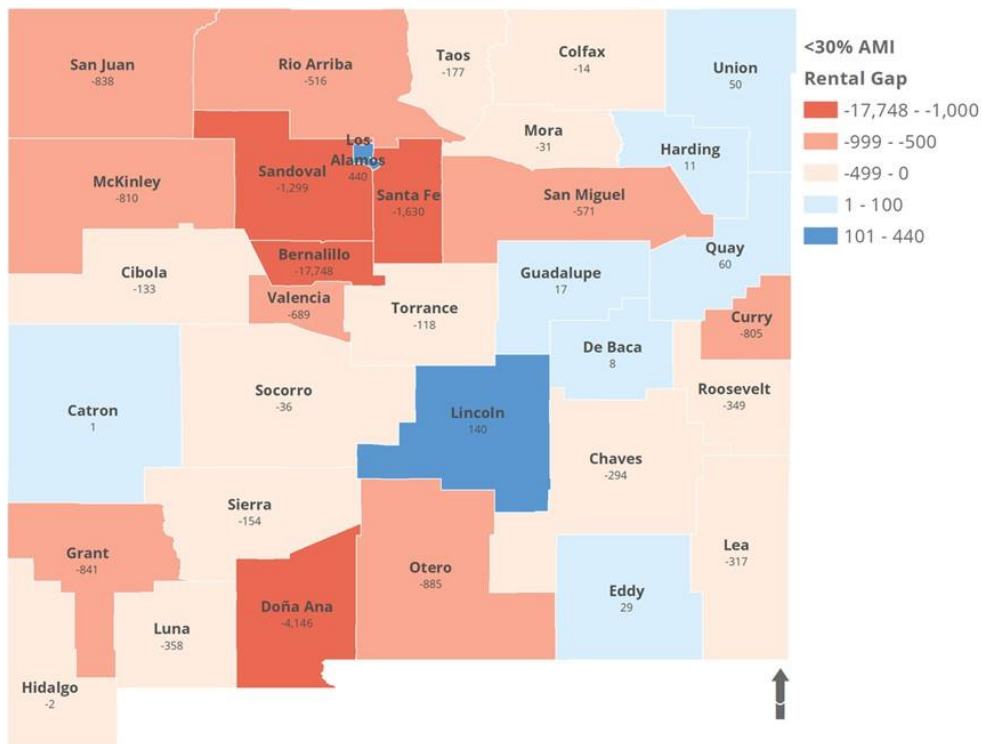 <30% AMI
Rental Gap
-17,748 - -1,000
-999 - -500
-499 - 0
1 - 100
101 - 440
San Juan
-838
Rio Arriba
-516
Taos
-177
Colfax
-14
Union
50
Mora
-31
Harding
11
Los
Alamos
440
McKinley
-810
Sandoval
-1,299
Santa Fe
-1,630
San Miguel
-571
Quay
60
Bernalillo
-17,748
Cibola
-133
Guadalupe
17
Valencia
-689
Torrance
-118
Curry
-805
De Baca
8
Roosevelt
-349
Catron
1
Socorro
-36
Lincoln
140
Chaves
-294
Sierra
-154
Grant
-841
Otero
-885
Lea
-317
Eddy
29
Doña Ana
-4,146
Luna
-358
Hidalgo
-2